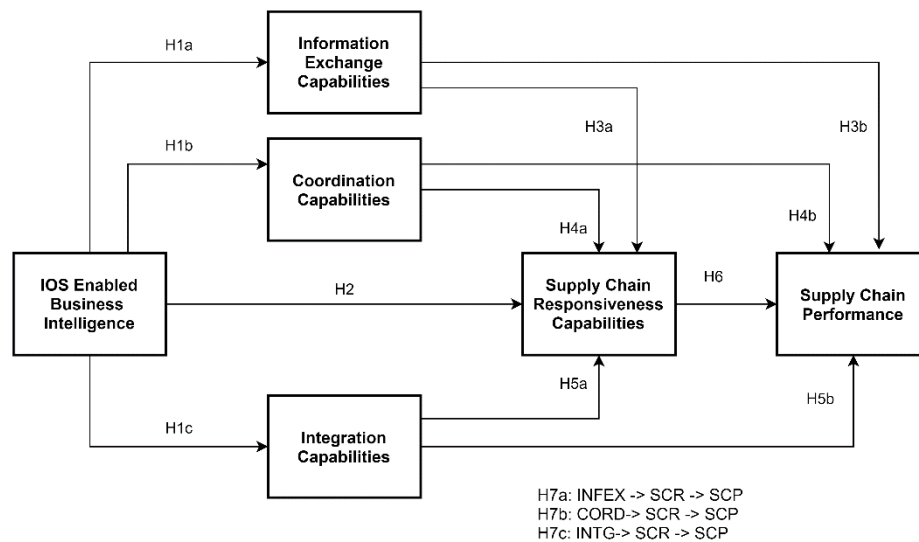 H1a
Information
Exchange
Capabilities
H3a
H3b
H1b
Coordination
Capabilities
H4a
H4b
IOS Enabled
Business
Intelligence
H2
Supply Chain
Responsiveness
Capabilities
H6
Supply Chain
Performance
H5a
H5b
H1c
Integration
Capabilities
H7a: INFEX -> SCR -> SCP
H7b: CORD-> SCR -> SCP
H7c: INTG-> SCR -> SCP